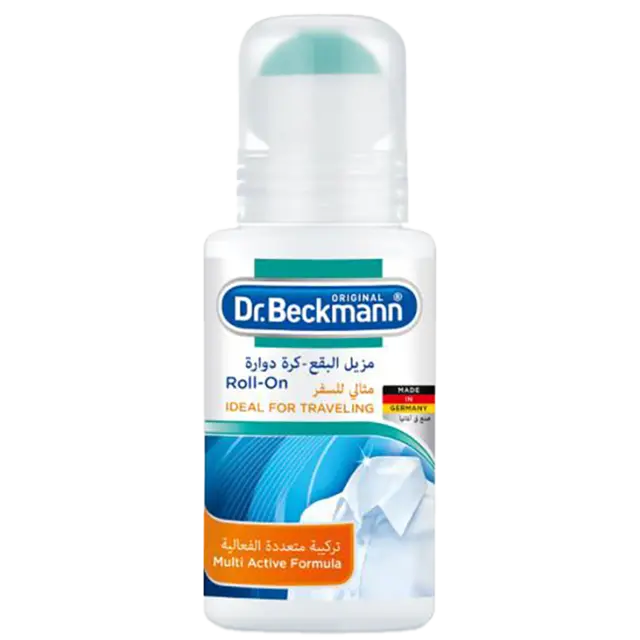 ORIGINAL
Dr.Beckmann®
مزيل البقع-كرة دوارة
Roll-On مثالي للسفر
IDEAL FOR TRAVELING
MADE
IN
GERMANY
صنع في ألمانيا
تركيبة متعددة الفعالية
Multi Active Formula